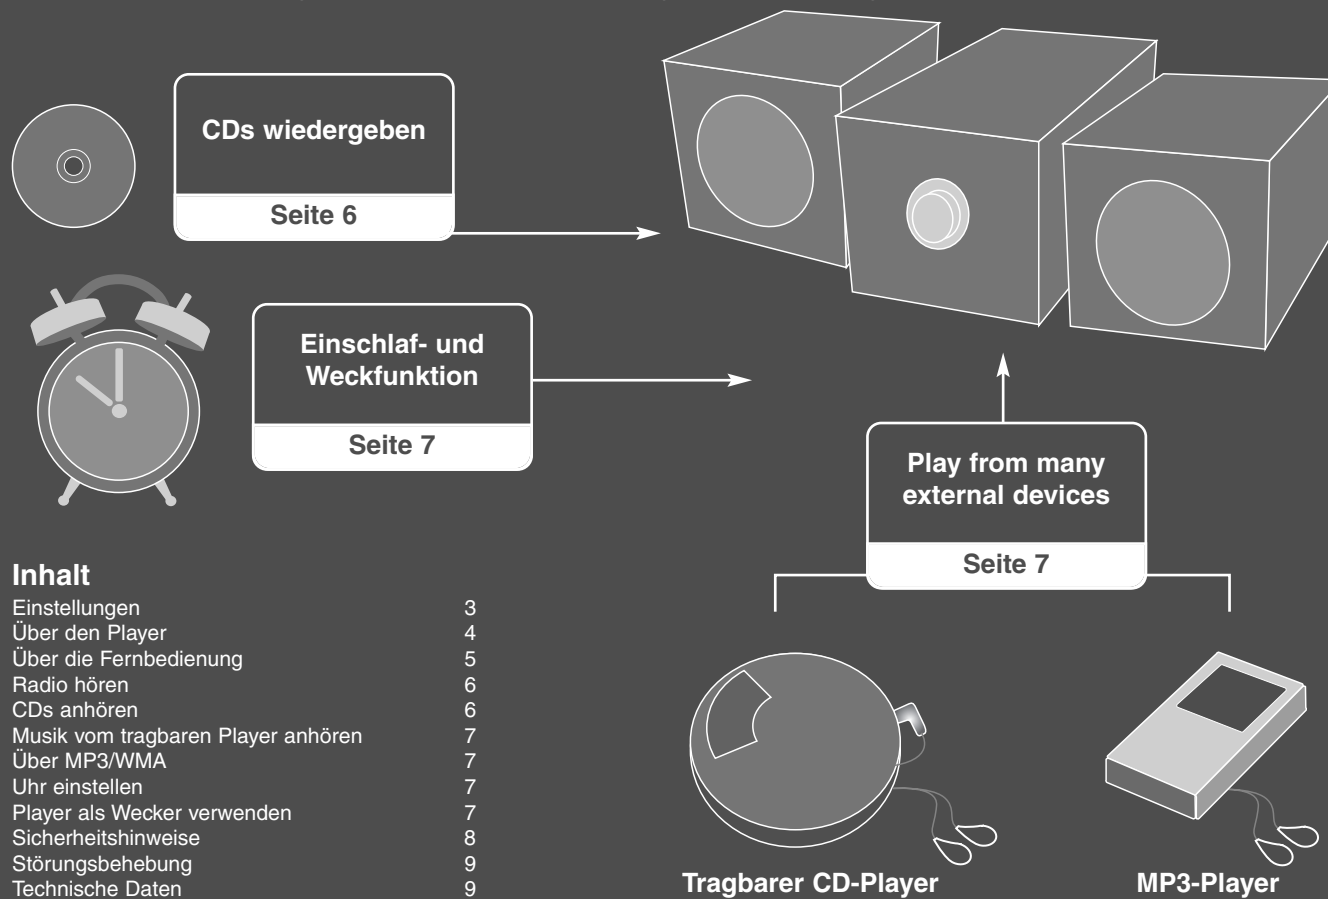 CDs wiedergeben
Seite 6
Einschlaf- und
Weckfunktion
Seite 7
Play from many
external devices
Seite 7
Inhalt
Einstellungen 3
Über den Player 4
Über die Fernbedienung 5
Radio hören 6
CDs anhören 6
Musik vom tragbaren Player anhören 7
Über MP3/WMA 7
Uhr einstellen 7
Player als Wecker verwenden 7
Sicherheitshinweise 8
Störungsbehebung 9
Technische Daten 9
Tragbarer CD-Player
MP3-Player